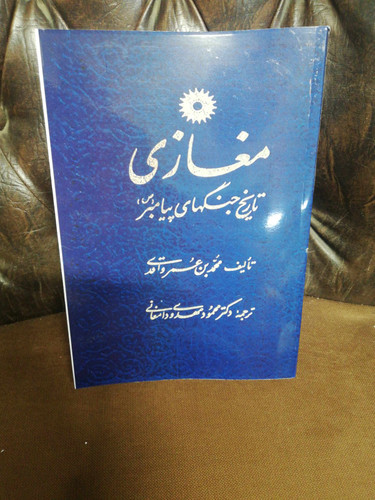 مغازی
تاریخ جنگهای پیامبر (ص)
تألیف محمد بن عمر واقدی
ترجمهٔ دکتر محمود مهدوی دامغانی